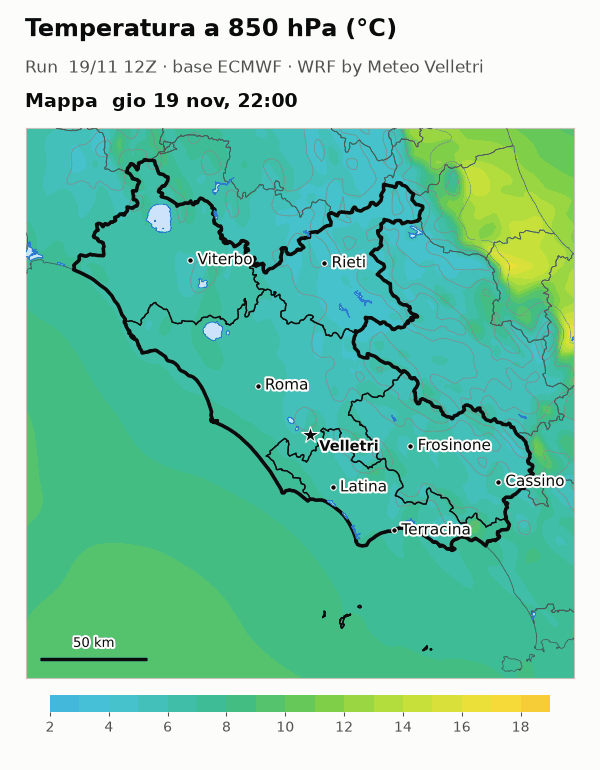 Temperatura a 850 hPa (°C)
Run  19/11 12Z · base ECMWF · WRF by Meteo Velletri
Mappa  gio 19 nov, 22:00
Viterbo
Rieti
Roma
Velletri
Frosinone
Cassino
Latina
Terracina
50 km
2 4 6 8 10 12 14 16 18